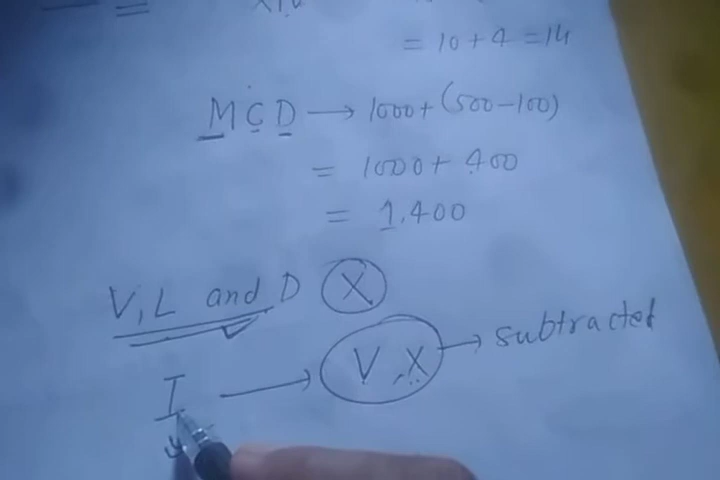 = 10 + 4 = 14
MCD → 1000 + (500 - 100)
= 1000 + 400
= 1,400
V, L and D X
I → V, X → subtracted